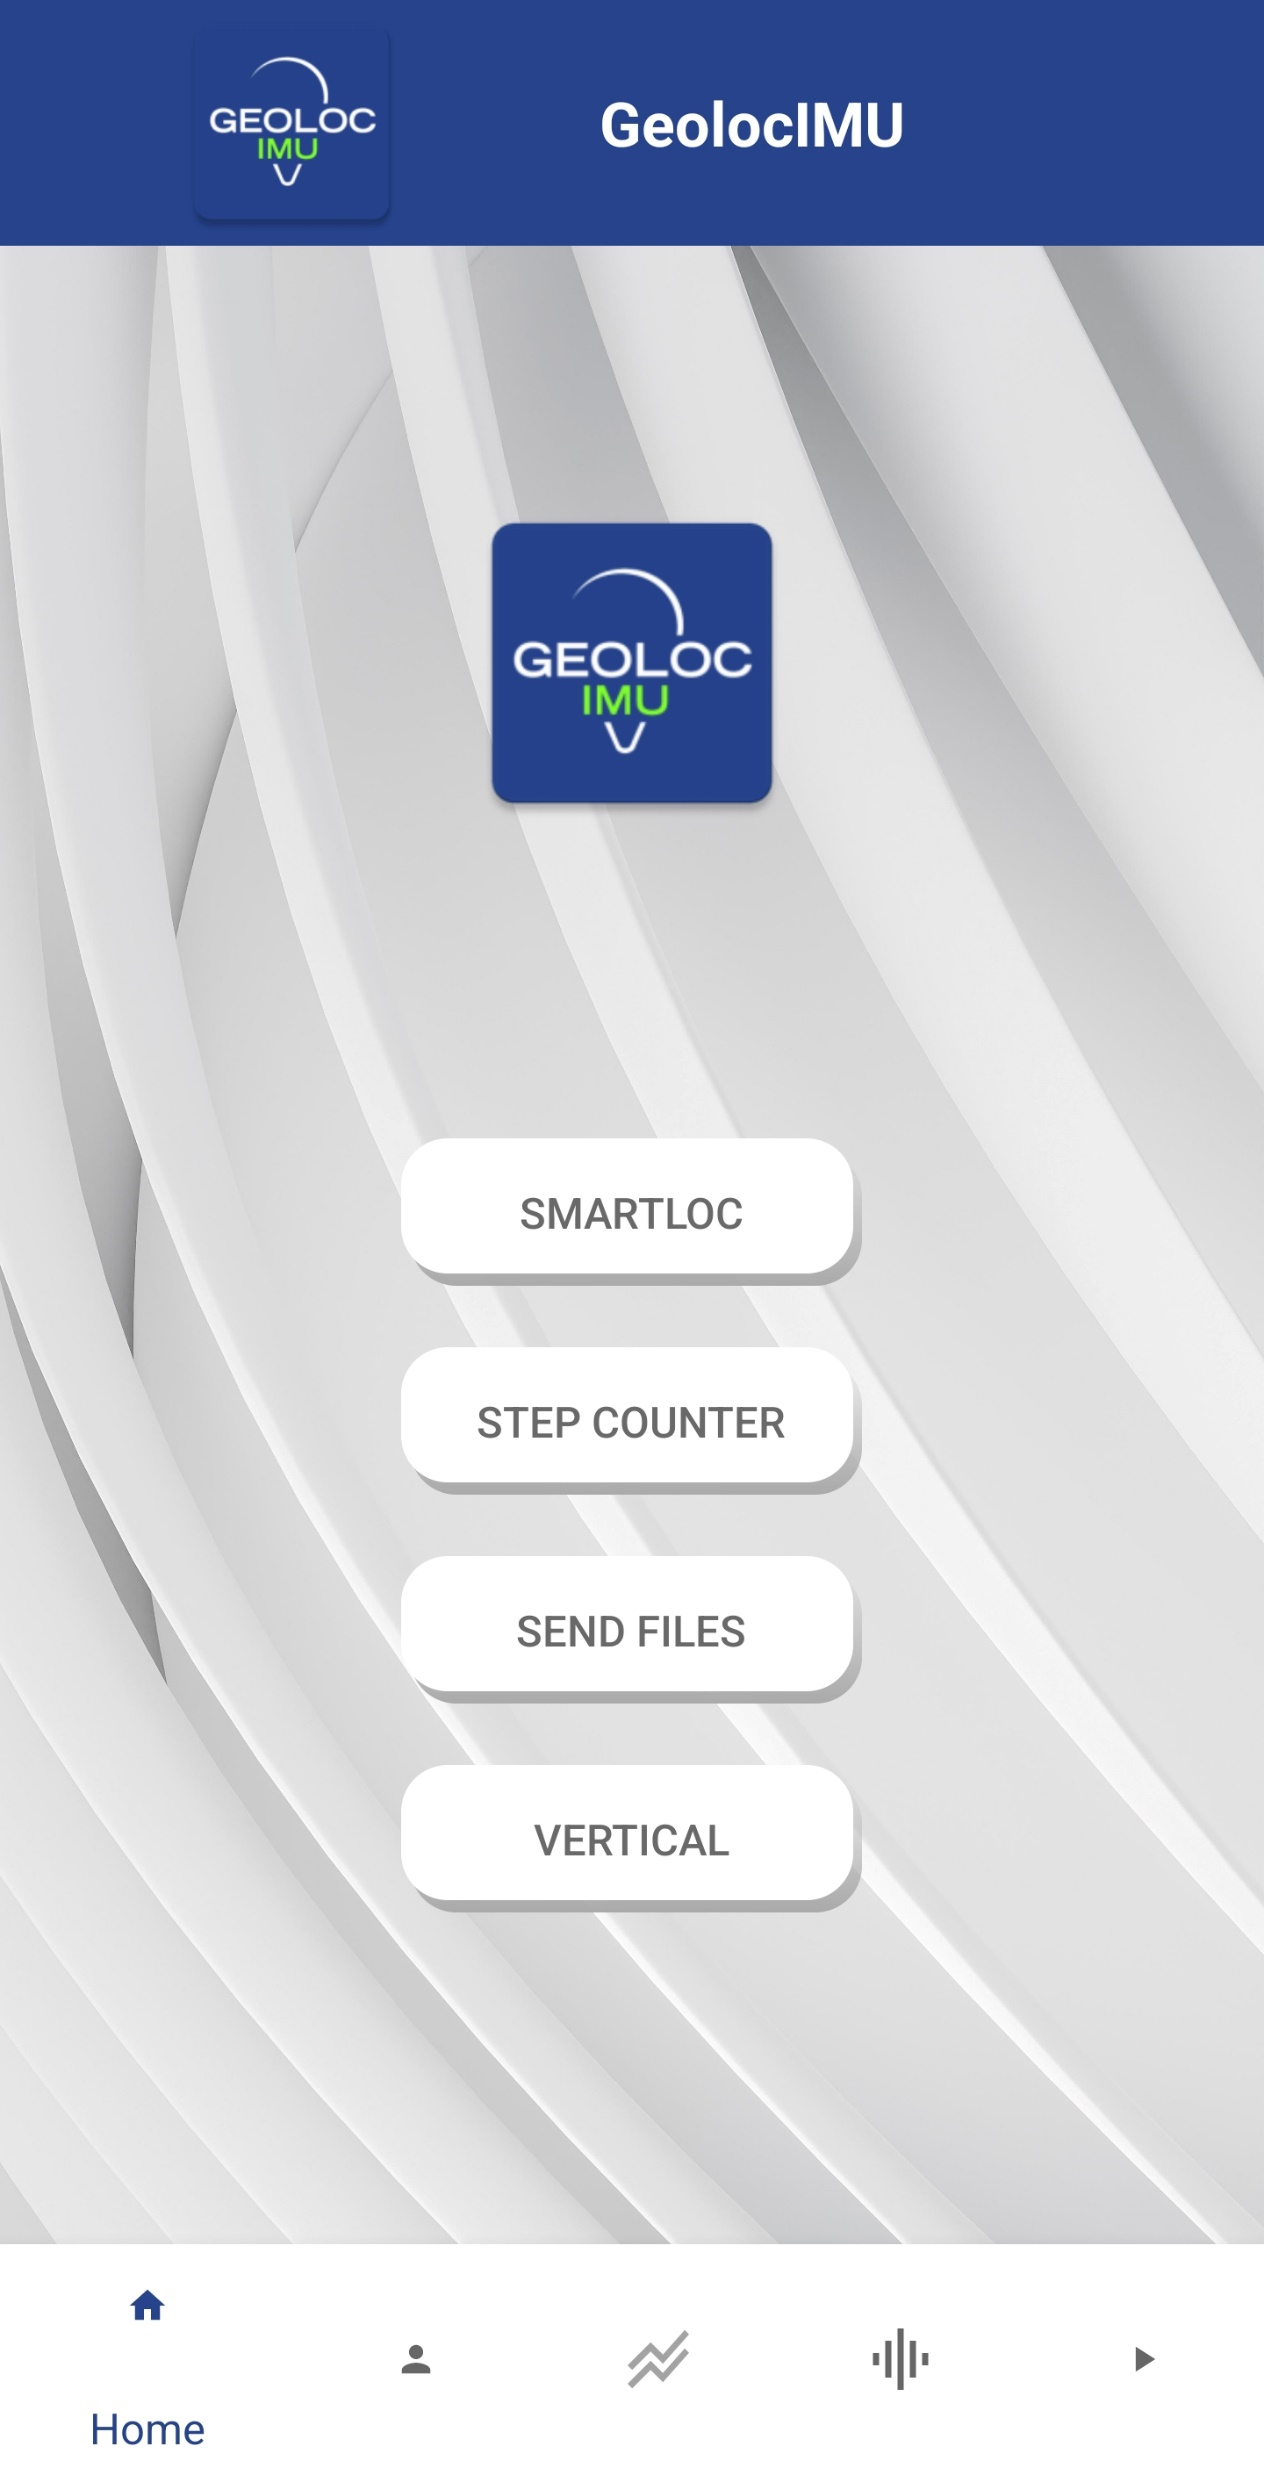 GEOLOC
IMU
GeolocIMU
GEOLOC
IMU
SMARTLOC
STEP COUNTER
SEND FILES
VERTICAL
Home